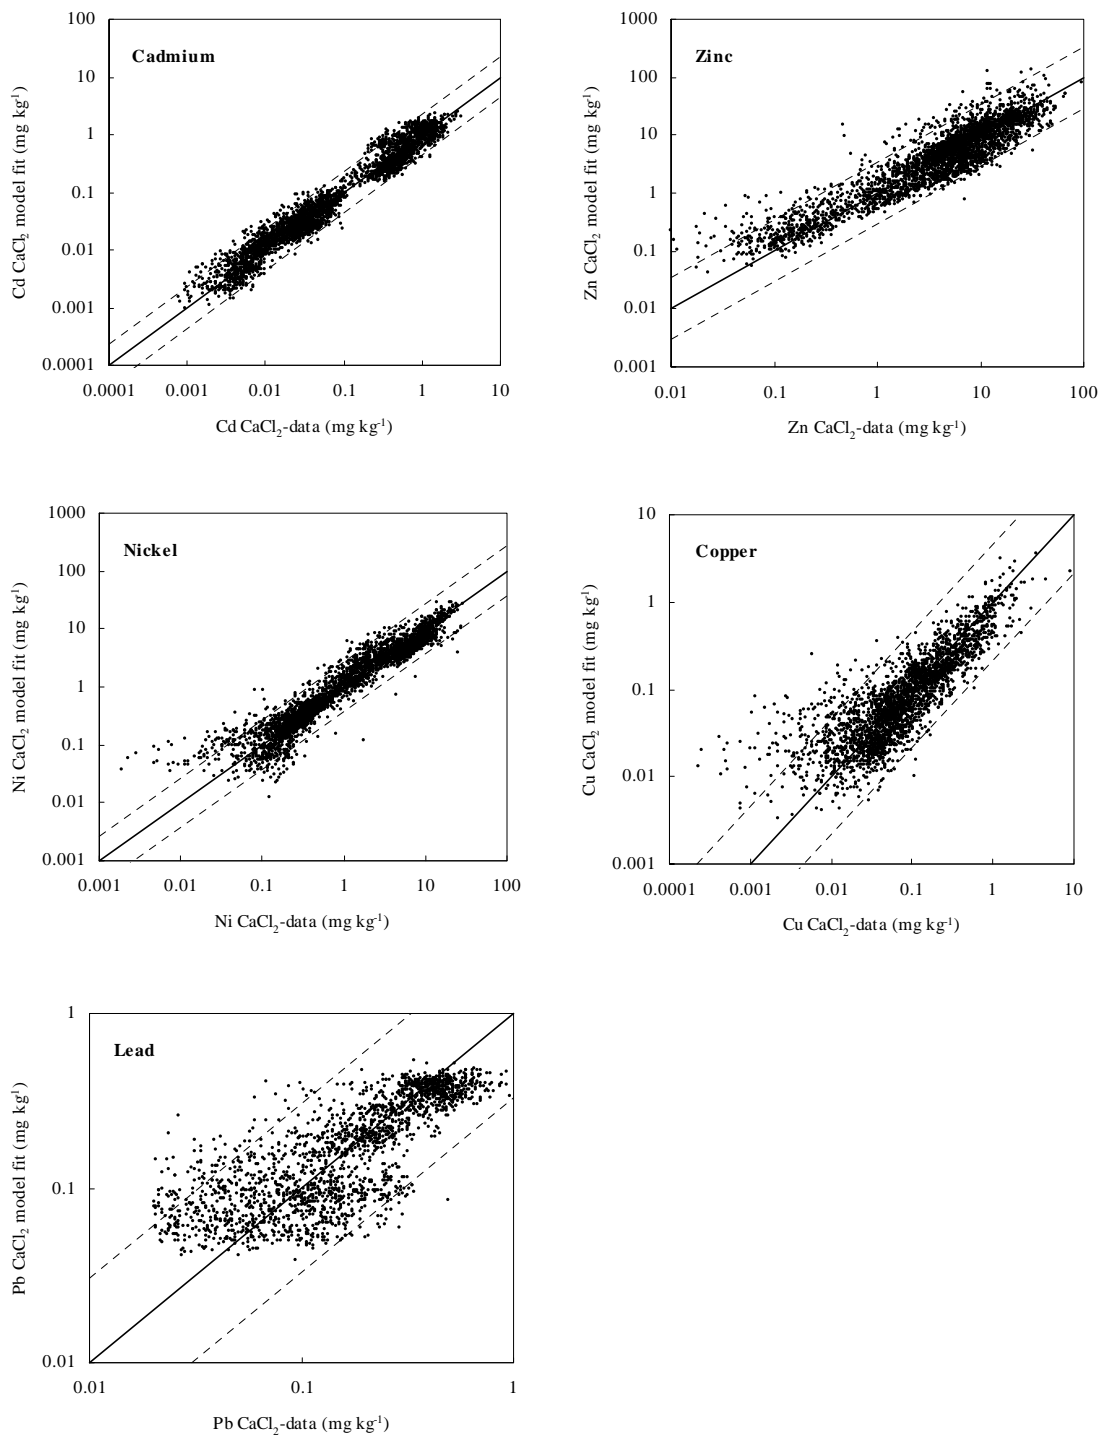 Cadmium
Cd CaCl₂ model fit (mg kg⁻¹)
100
10
1
0.1
0.01
0.001
0.0001
0.0001 0.001 0.01 0.1 1 10
Cd CaCl₂-data (mg kg⁻¹)
Zinc
Zn CaCl₂ model fit (mg kg⁻¹)
1000
100
10
1
0.1
0.01
0.001
0.01 0.1 1 10 100
Zn CaCl₂-data (mg kg⁻¹)
Nickel
Ni CaCl₂ model fit (mg kg⁻¹)
1000
100
10
1
0.1
0.01
0.001
0.001 0.01 0.1 1 10 100
Ni CaCl₂-data (mg kg⁻¹)
Copper
Cu CaCl₂ model fit (mg kg⁻¹)
10
1
0.1
0.01
0.001
0.0001 0.001 0.01 0.1 1 10
Cu CaCl₂-data (mg kg⁻¹)
Lead
Pb CaCl₂ model fit (mg kg⁻¹)
1
0.1
0.01
0.01 0.1 1
Pb CaCl₂-data (mg kg⁻¹)